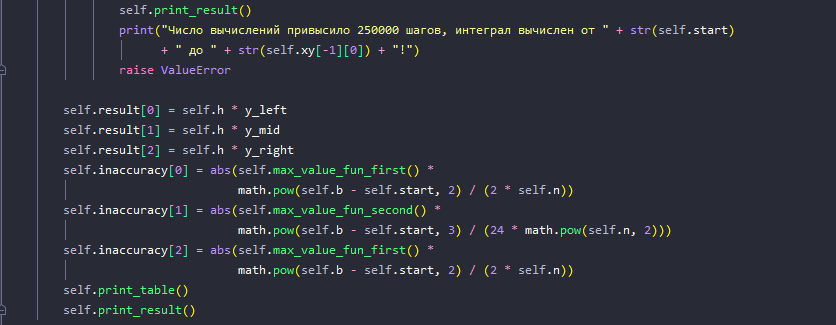 self.print_result()
print("Число вычислений привысило 250000 шагов, интеграл вычислен от " + str(self.start)
+ " до " + str(self.xy[-1][0]) + "!")
raise ValueError
self.result[0] = self.h * y_left
self.result[1] = self.h * y_mid
self.result[2] = self.h * y_right
self.inaccuracy[0] = abs(self.max_value_fun_first() *
math.pow(self.b - self.start, 2) / (2 * self.n))
self.inaccuracy[1] = abs(self.max_value_fun_second() *
math.pow(self.b - self.start, 3) / (24 * math.pow(self.n, 2)))
self.inaccuracy[2] = abs(self.max_value_fun_first() *
math.pow(self.b - self.start, 2) / (2 * self.n))
self.print_table()
self.print_result()